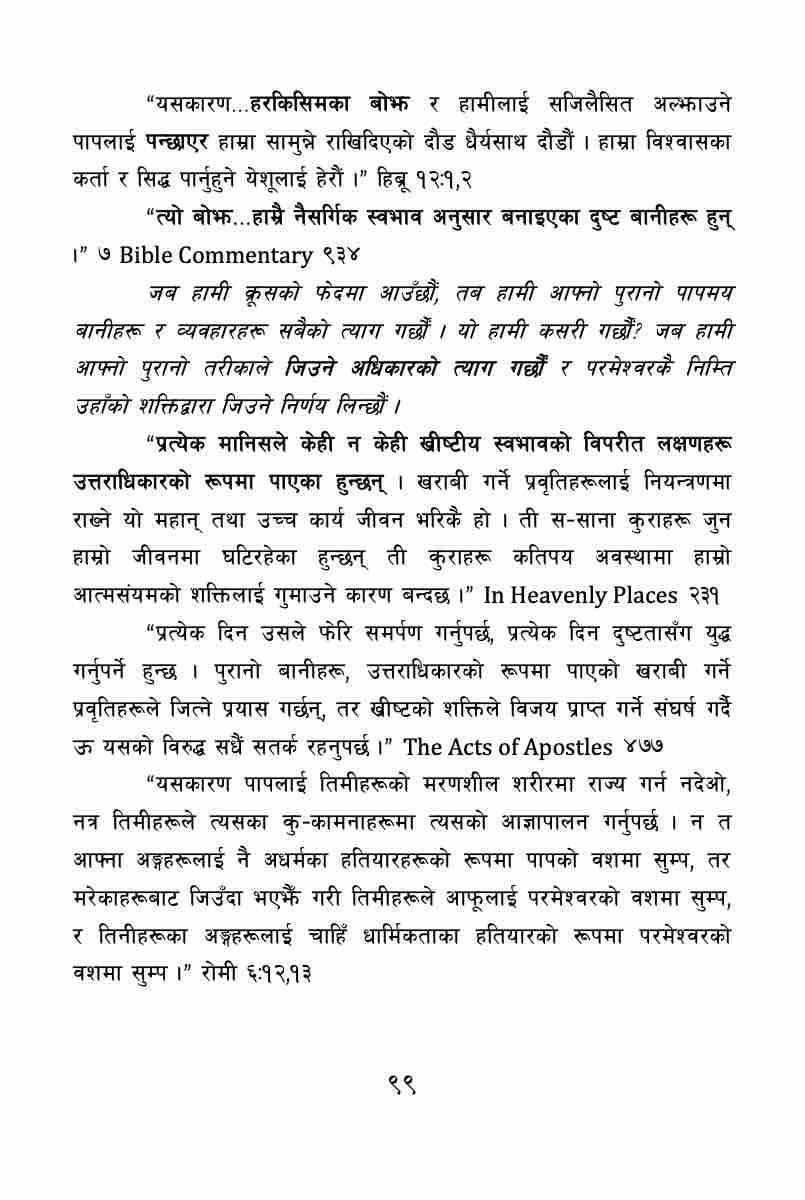 “यसकारण...हरकिसिमका बोझ र हामीलाई सजिलैसित अल्झाउने
पापलाई पन्छाएर हाम्रा सामुन्ने राखिदिएको दौड धैर्यसाथ दौडौं । हाम्रा विश्वासका
कर्ता र सिद्ध पार्नुहुने येशूलाई हेरौं ।” हिब्रू १२:१,२
“त्यो बोझ...हाम्रै नैसर्गिक स्वभाव अनुसार बनाइएका दुष्ट बानीहरू हुन्
।” ७ Bible Commentary ९३४
जब हामी क्रूसको फेदमा आउँछौं, तब हामी आफ्नो पुरानो पापमय
बानीहरू र व्यवहारहरू सबैको त्याग गर्छौं । यो हामी कसरी गर्छौं? जब हामी
आफ्नो पुरानो तरीकाले जिउने अधिकारको त्याग गर्छौं र परमेश्वरकै निम्ति
उहाँको शक्तिद्वारा जिउने निर्णय लिन्छौं ।
“प्रत्येक मानिसले केही न केही ख्रीष्टीय स्वभावको विपरीत लक्षणहरू
उत्तराधिकारको रूपमा पाएका हुन्छन् । खराबी गर्ने प्रवृतिहरूलाई नियन्त्रणमा
राख्ने यो महान् तथा उच्च कार्य जीवन भरिकै हो । ती स-साना कुराहरू जुन
हाम्रो जीवनमा घटिरहेका हुन्छन् ती कुराहरू कतिपय अवस्थामा हाम्रो
आत्मसंयमको शक्तिलाई गुमाउने कारण बन्दछ ।” In Heavenly Places २३१
“प्रत्येक दिन उसले फेरि समर्पण गर्नुपर्छ, प्रत्येक दिन दुष्टतासँग युद्ध
गर्नुपर्ने हुन्छ । पुरानो बानीहरू, उत्तराधिकारको रूपमा पाएको खराबी गर्ने
प्रवृतिहरूले जित्ने प्रयास गर्छन्, तर ख्रीष्टको शक्तिले विजय प्राप्त गर्ने संघर्ष गर्दै
ऊ यसको विरुद्ध सधैं सतर्क रहनुपर्छ ।” The Acts of Apostles ४७७
“यसकारण पापलाई तिमीहरूको मरणशील शरीरमा राज्य गर्न नदेओ,
नत्र तिमीहरूले त्यसका कु-कामनाहरूमा त्यसको आज्ञापालन गर्नुपर्छ । न त
आफ्ना अङ्गहरूलाई नै अधर्मका हतियारहरूको रूपमा पापको वशमा सुम्प, तर
मरेकाहरूबाट जिउँदा भएझैँ गरी तिमीहरूले आफूलाई परमेश्वरको वशमा सुम्प,
र तिनीहरूका अङ्गहरूलाई चाहिँ धार्मिकताका हतियारको रूपमा परमेश्वरको
वशमा सुम्प ।” रोमी ६:१२,१३
९९